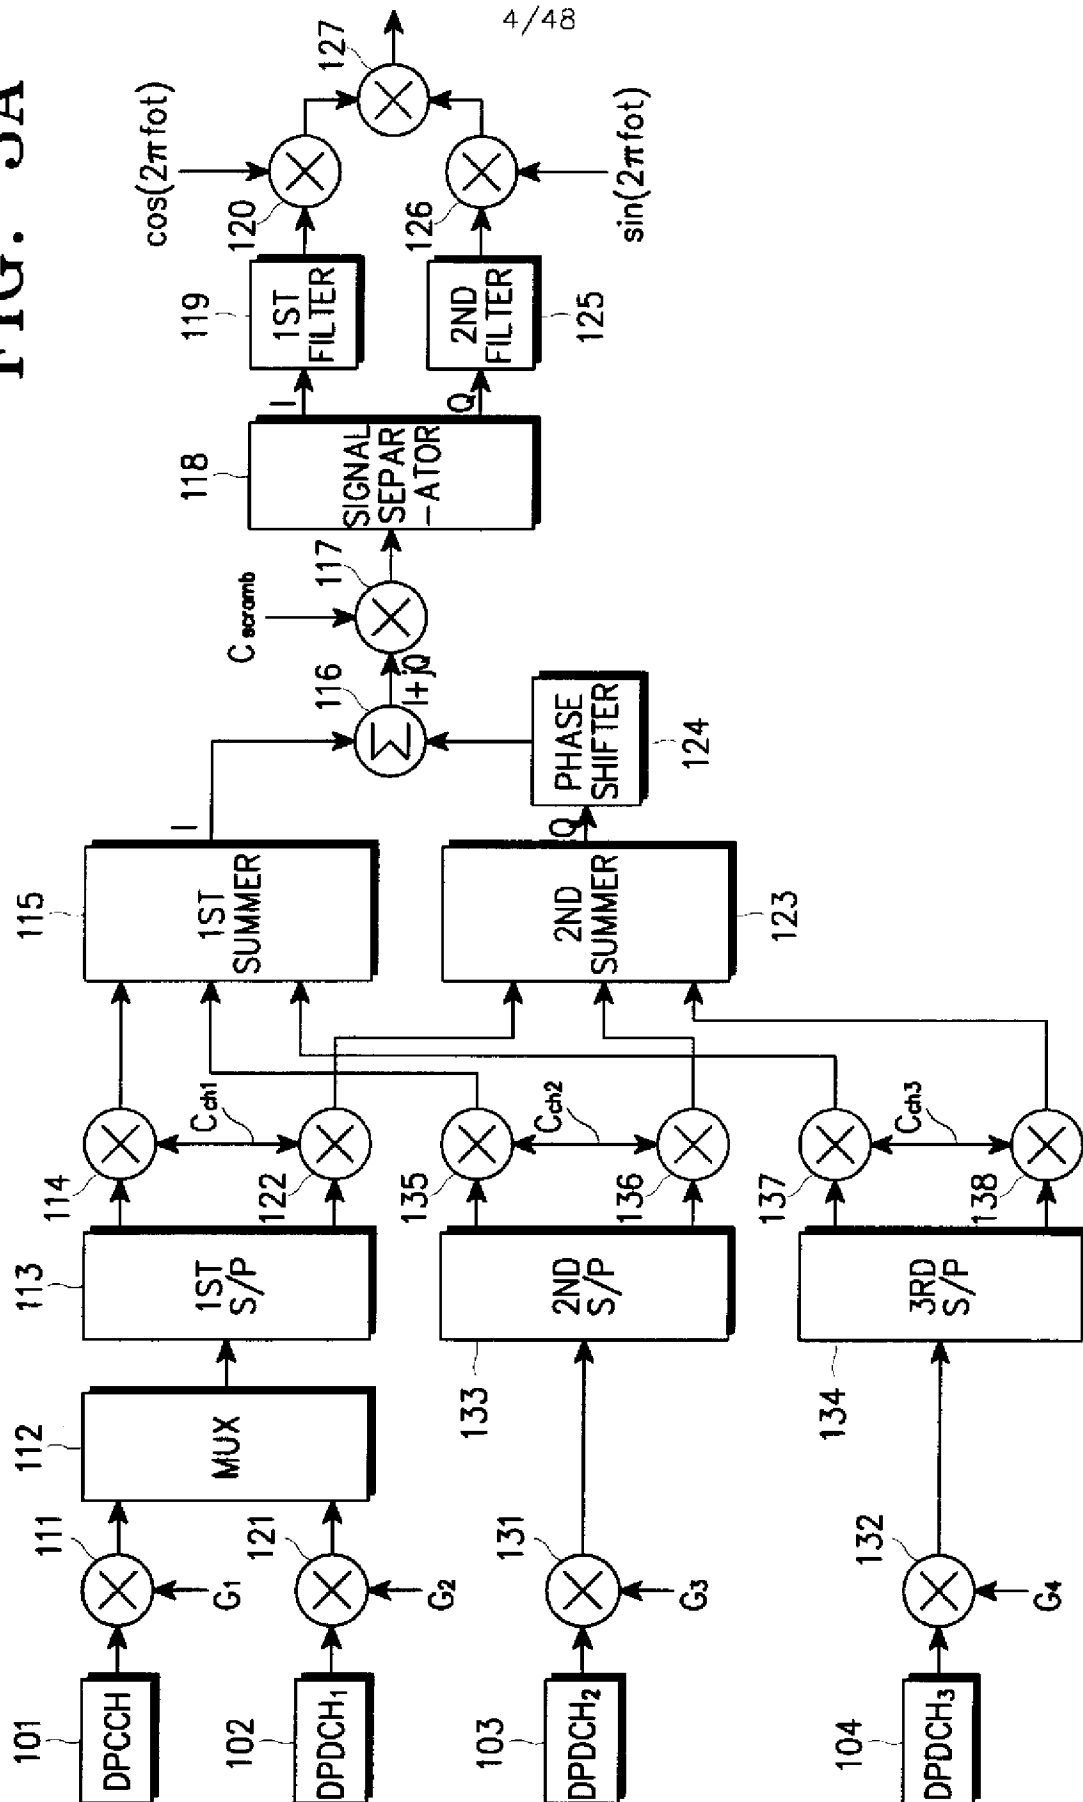 4/48
FIG. 3A
101
DPCCH
111
G1
112
MUX
113
1ST
S/P
114
Cch1
115
1ST
SUMMER
I
116
I+jQ
117
C scramb
118
SIGNAL
SEPAR
-ATOR
I
Q
119
1ST
FILTER
120
cos(2πfot)
127
102
DPDCH1
121
G2
122
123
2ND
SUMMER
Q
124
PHASE
SHIFTER
125
2ND
FILTER
126
sin(2πfot)
103
DPDCH2
131
G3
133
2ND
S/P
135
Cch2
136
104
DPDCH3
132
G4
134
3RD
S/P
137
Cch3
138